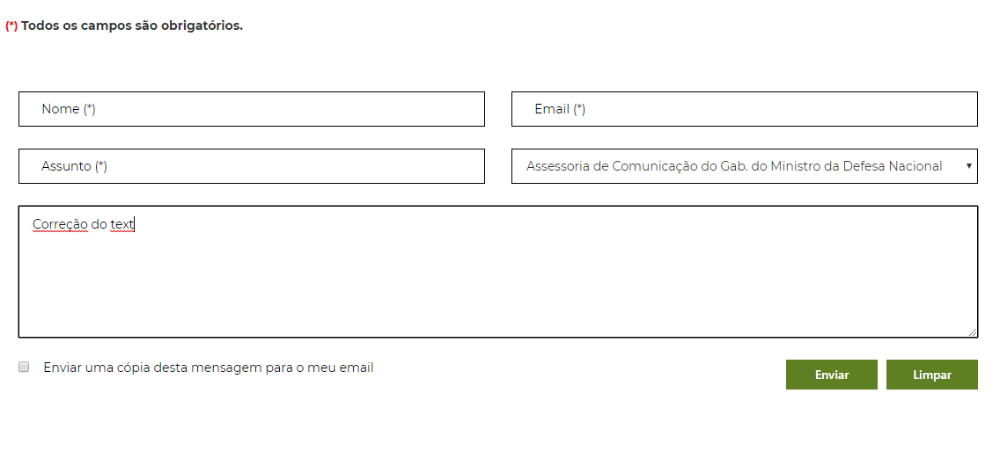 (*) Todos os campos são obrigatórios.
Nome (*)
Email (*)
Assunto (*)
Assessoria de Comunicação do Gab. do Ministro da Defesa Nacional
Correção do text
Enviar uma cópia desta mensagem para o meu email
Enviar
Limpar